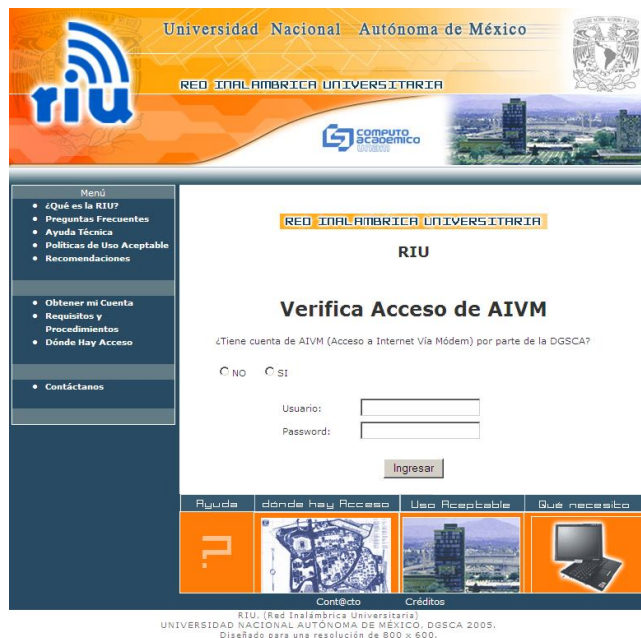 Universidad Nacional Autónoma de México
riu
RED INALAMBRICA UNIVERSITARIA
COMPUTO
ACADEMICO
UNAM
Menú
¿Qué es la RIU?
Preguntas Frecuentes
Ayuda Técnica
Políticas de Uso Aceptable
Recomendaciones
Obtener mi Cuenta
Requisitos y
Procedimientos
Dónde Hay Acceso
Contáctanos
RED INALAMBRICA UNIVERSITARIA
RIU
Verifica Acceso de AIVM
¿Tiene cuenta de AIVM (Acceso a Internet Vía Módem) por parte de la DGSCA?
NO SI
Usuario:
Password:
Ingresar
Ayuda dónde hay Acceso Uso Aceptable Qué necesito
?
Cont@cto Créditos
RIU, (Red Inalámbrica Universitaria)
UNIVERSIDAD NACIONAL AUTÓNOMA DE MÉXICO, DGSCA 2005.
Diseñado para una resolución de 800 x 600.